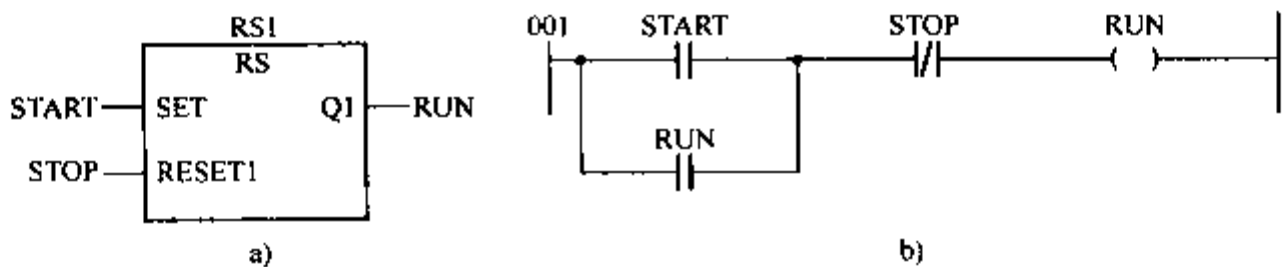 RS1
RS
START
SET
Q1
RUN
STOP
RESET1
a)
001
START
STOP
RUN
RUN
b)